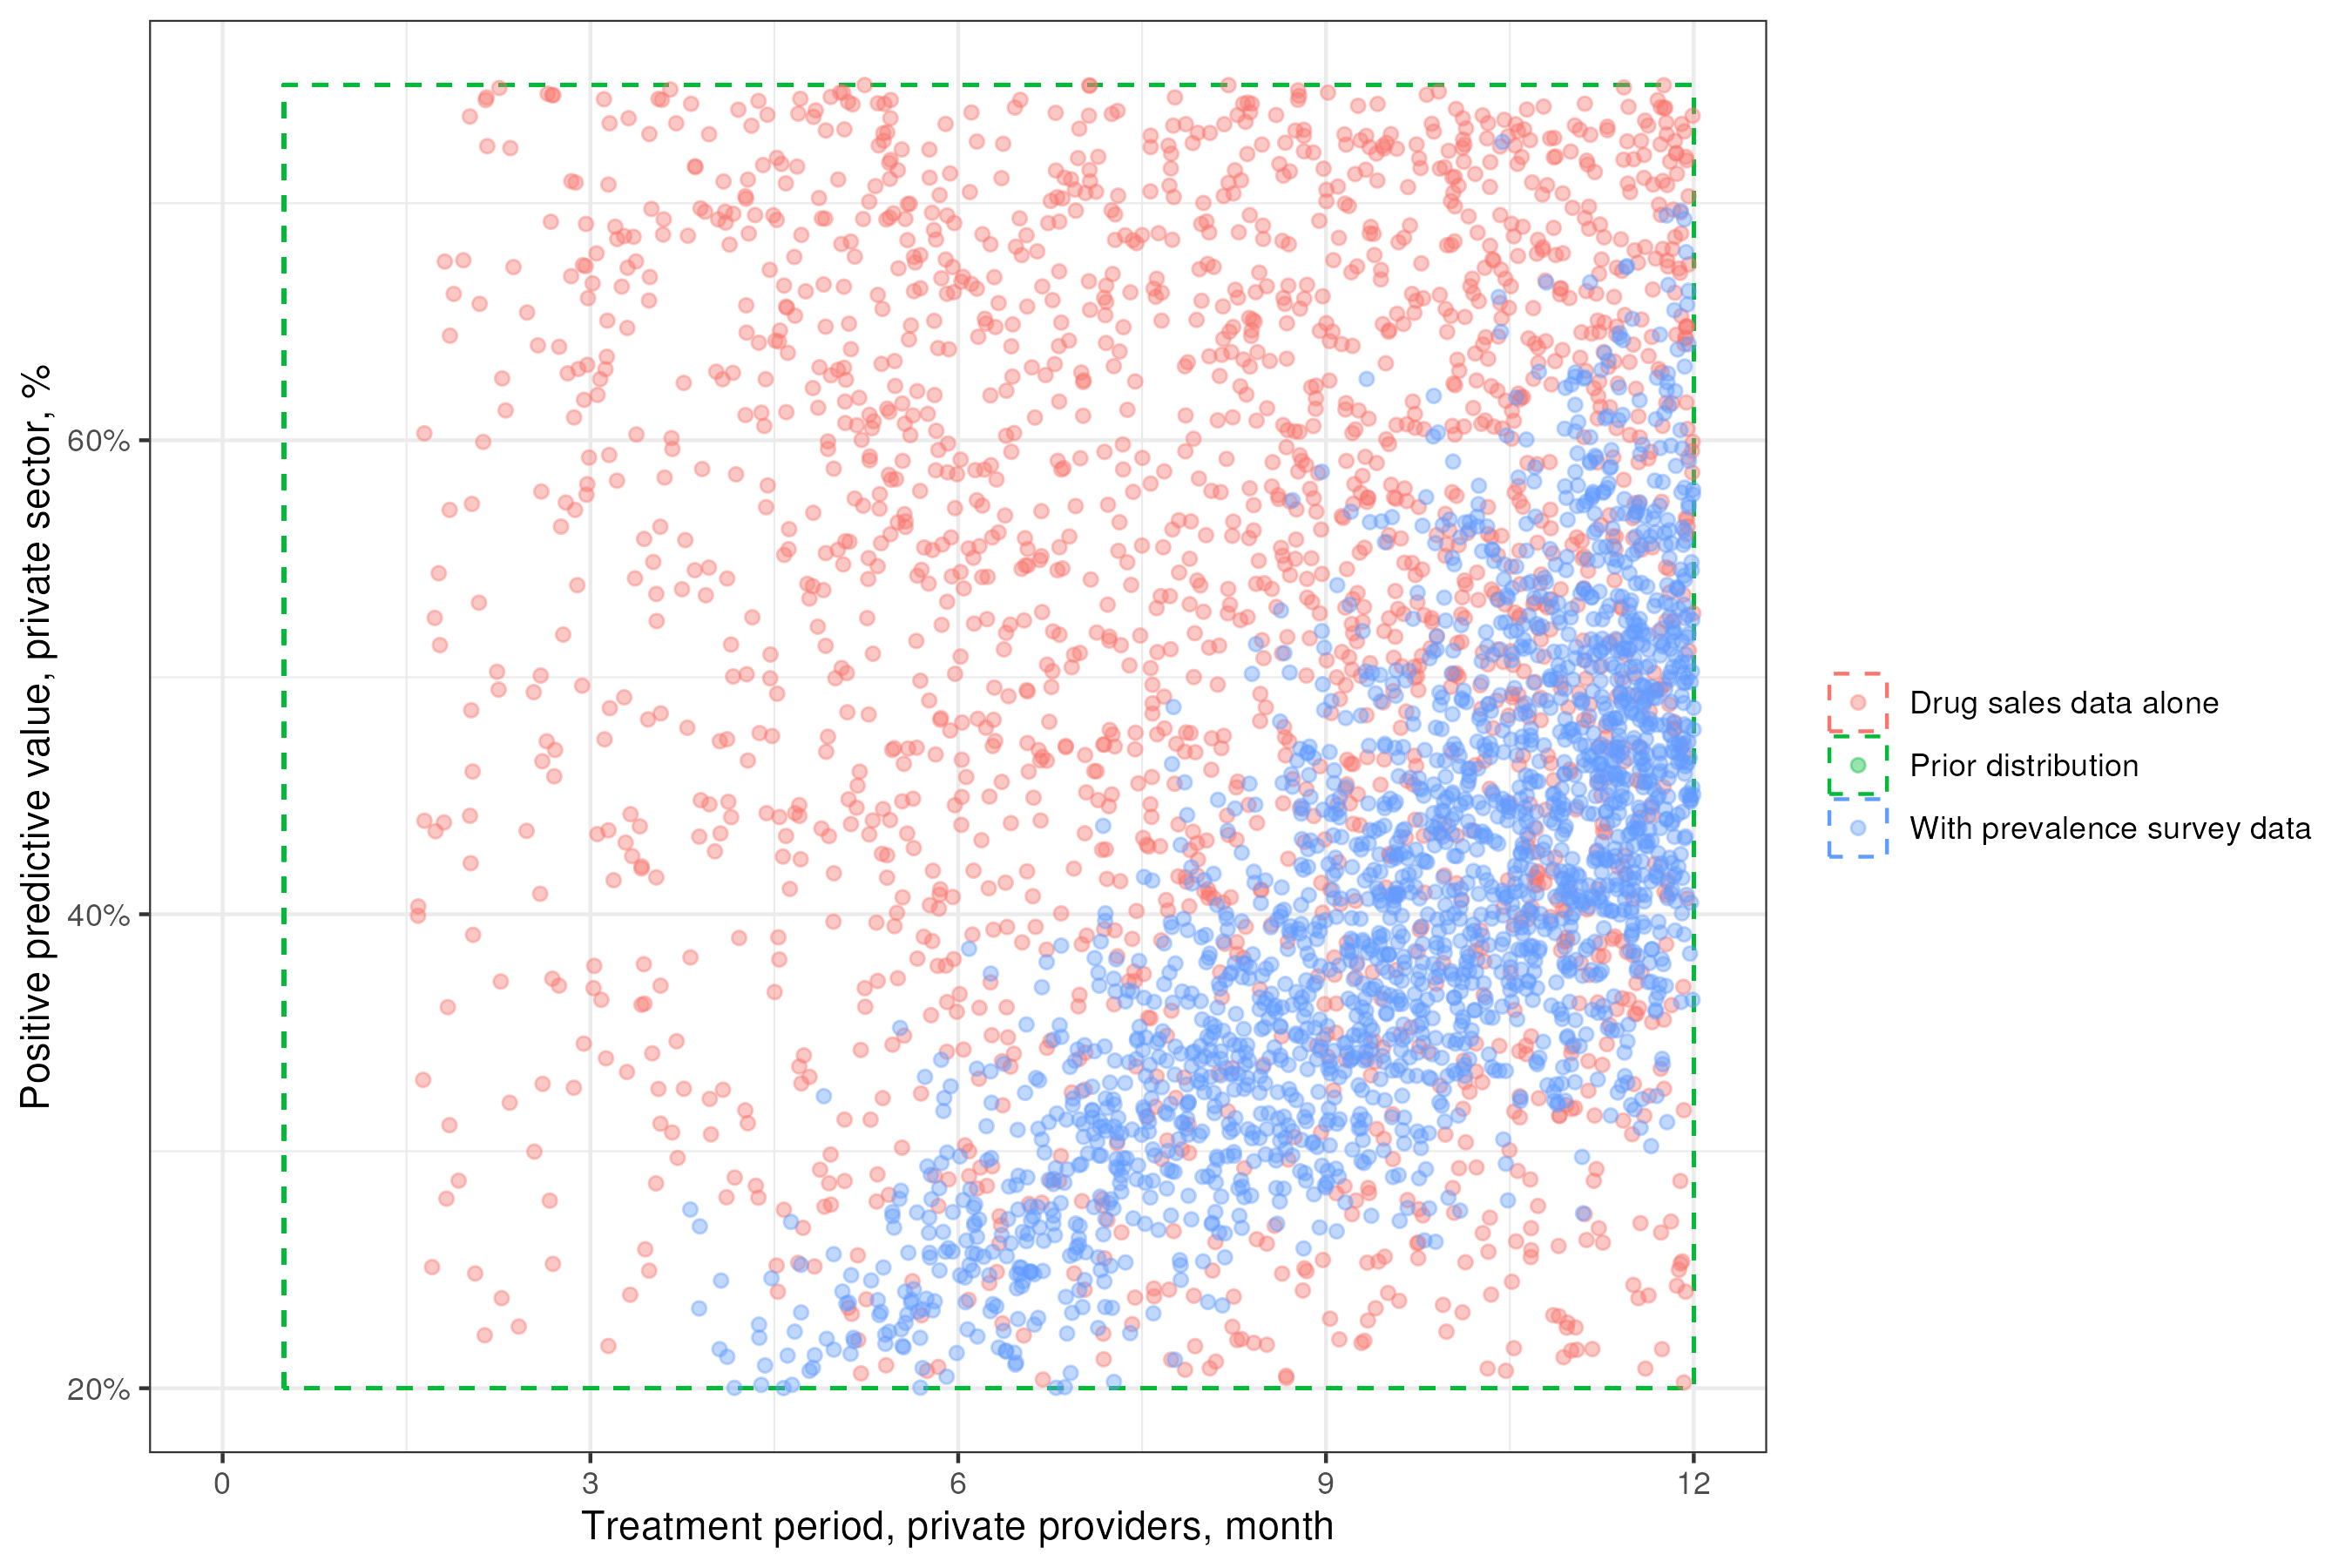 Positive predictive value, private sector, %
60%
40%
20%
0
3
6
9
12
Treatment period, private providers, month
Drug sales data alone
Prior distribution
With prevalence survey data